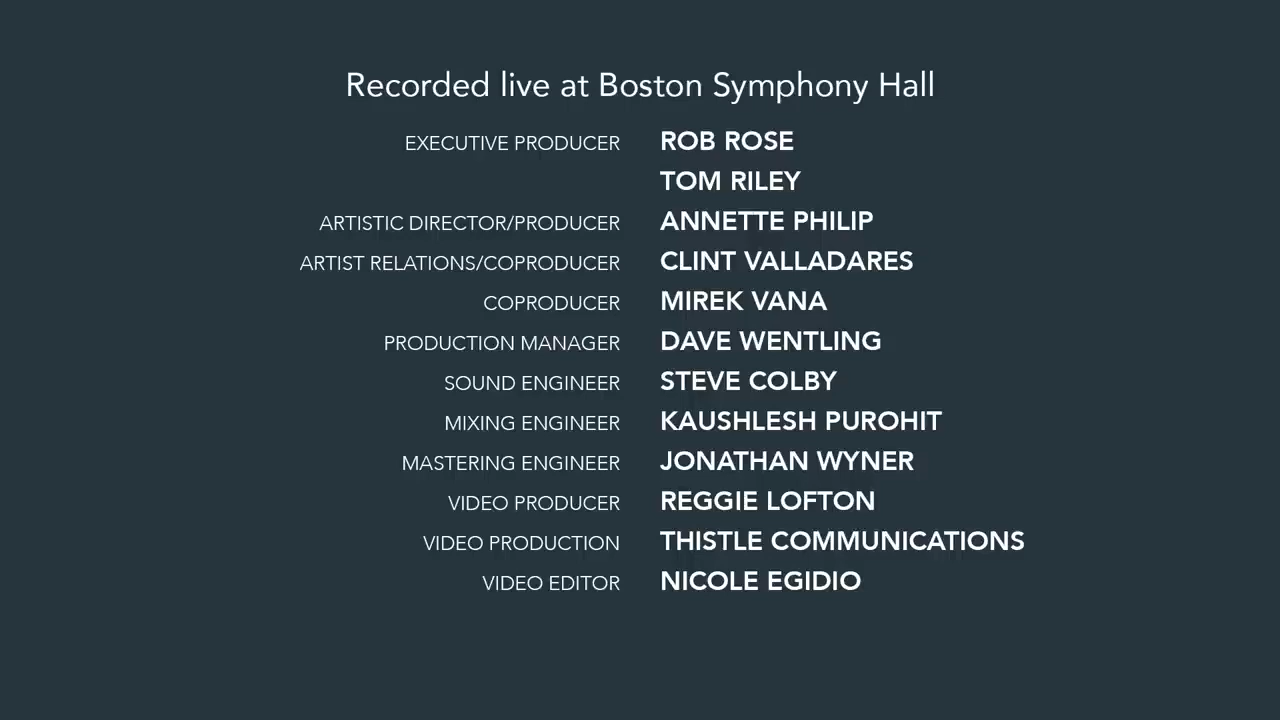 Recorded live at Boston Symphony Hall
EXECUTIVE PRODUCER ROB ROSE
TOM RILEY
ARTISTIC DIRECTOR/PRODUCER ANNETTE PHILIP
ARTIST RELATIONS/COPRODUCER CLINT VALLADARES
COPRODUCER MIREK VANA
PRODUCTION MANAGER DAVE WENTLING
SOUND ENGINEER STEVE COLBY
MIXING ENGINEER KAUSHLESH PUROHIT
MASTERING ENGINEER JONATHAN WYNER
VIDEO PRODUCER REGGIE LOFTON
VIDEO PRODUCTION THISTLE COMMUNICATIONS
VIDEO EDITOR NICOLE EGIDIO